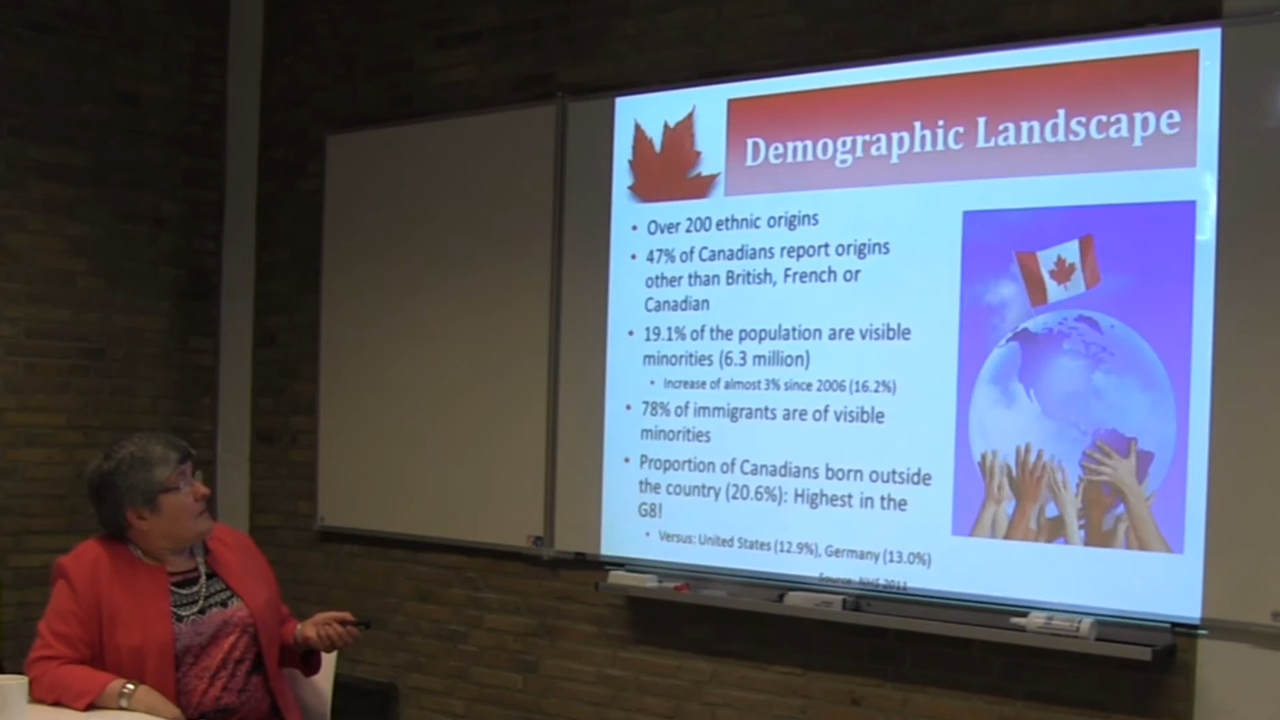 Demographic Landscape
• Over 200 ethnic origins
• 47% of Canadians report origins
other than British, French or
Canadian
• 19.1% of the population are visible
minorities (6.3 million)
• Increase of almost 3% since 2006 (16.2%)
• 78% of immigrants are of visible
minorities
• Proportion of Canadians born outside
the country (20.6%): Highest in the
G8!
• Versus: United States (12.9%), Germany (13.0%)
Source: NHS 2011